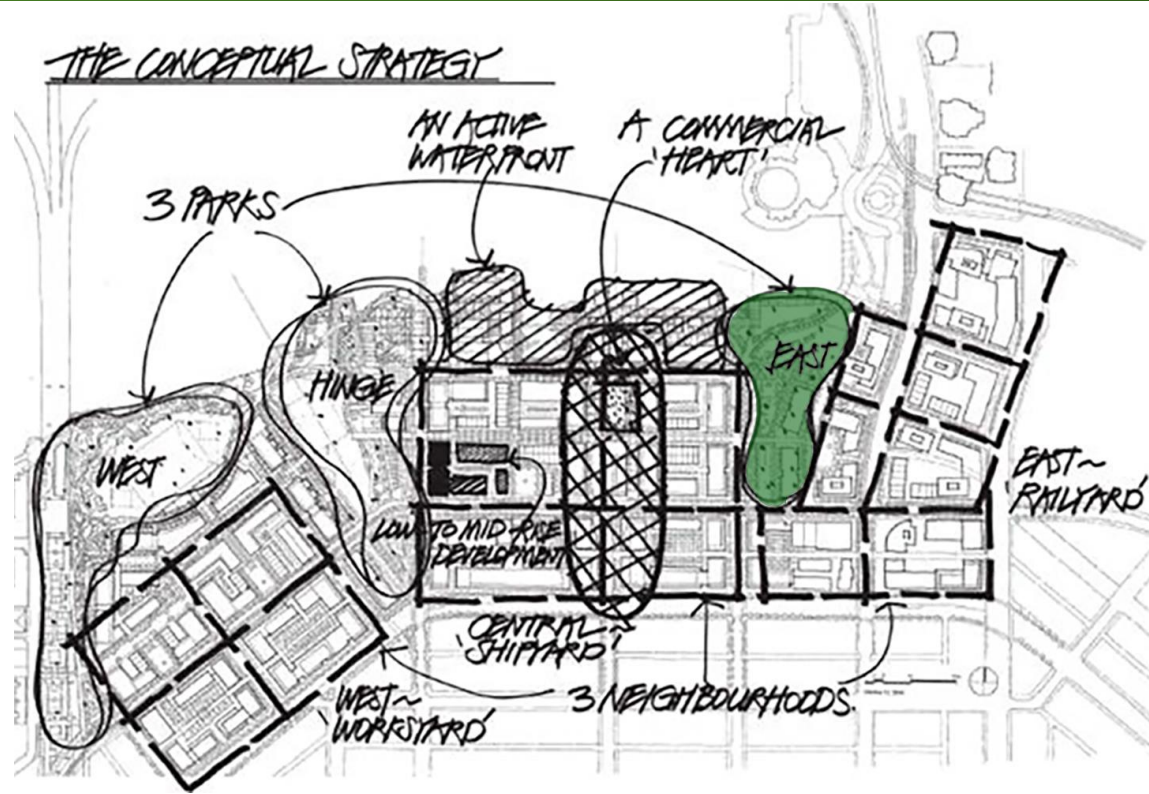 THE CONCEPTUAL STRATEGY
AN ACTIVE
WATERFRONT
A COMMERCIAL
'HEART'
3 PARKS
HINGE
EAST
WEST
LOW TO MID-RISE
DEVELOPMENT
EAST~
RAILYARD'
CENTRAL~
'SHIPYARD'
WEST~
'WORKSYARD'
3 NEIGHBOURHOODS.